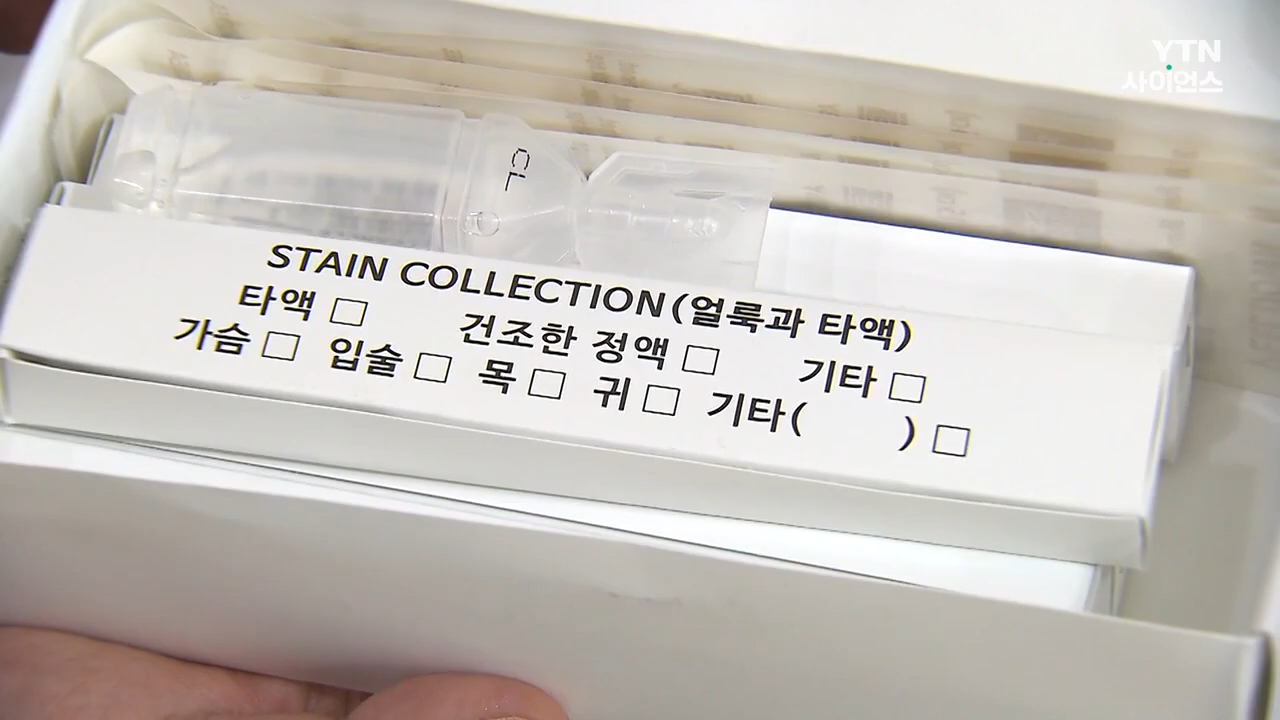 YTN
사이언스
CL
STAIN COLLECTION(얼룩과 타액)
타액 □ 건조한 정액 □ 기타 □
가슴 □ 입술 □ 목 □ 귀 □ 기타( ) □